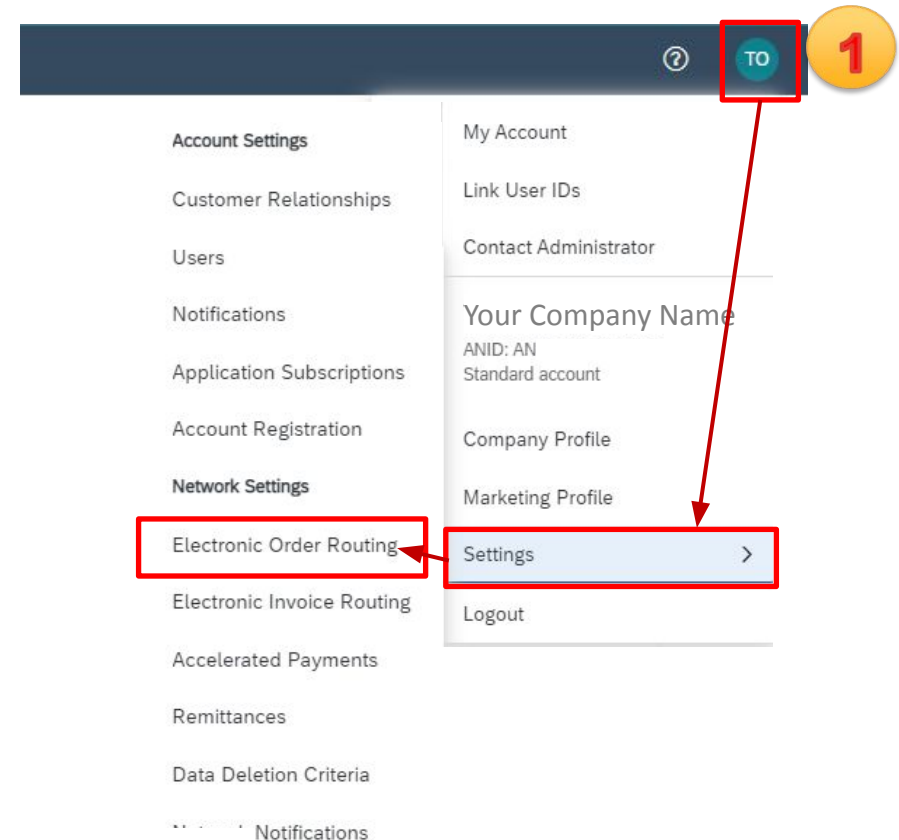 TO
1
Account Settings
Customer Relationships
Users
Notifications
Application Subscriptions
Account Registration
Network Settings
Electronic Order Routing
Electronic Invoice Routing
Accelerated Payments
Remittances
Data Deletion Criteria
Notifications
My Account
Link User IDs
Contact Administrator
Your Company Name
ANID: AN
Standard account
Company Profile
Marketing Profile
Settings
Logout